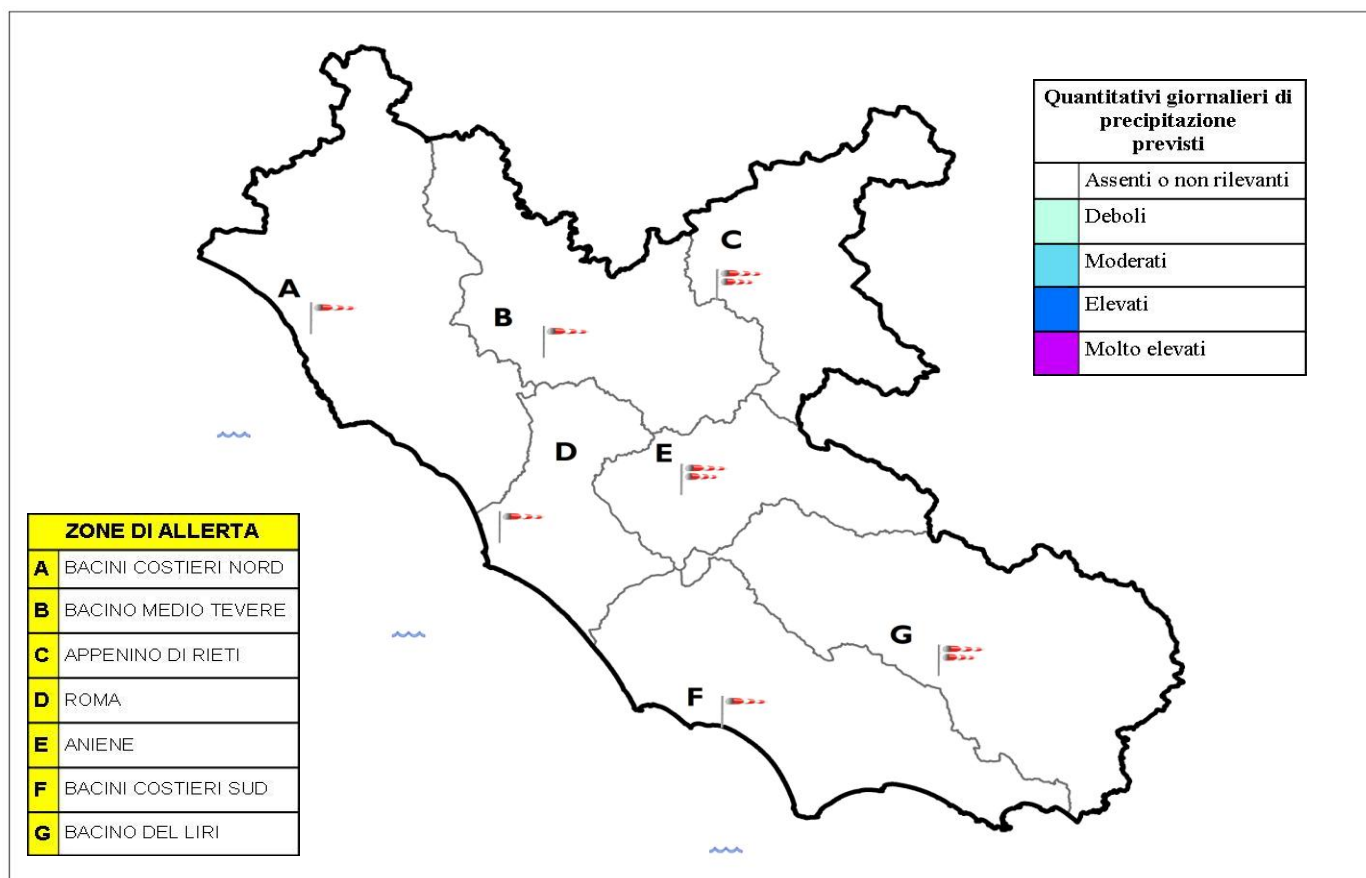 Quantitativi giornalieri di
precipitazione
previsti
Assenti o non rilevanti
Deboli
Moderati
Elevati
Molto elevati
C
A
B
D
E
G
F
ZONE DI ALLERTA
A BACINI COSTIERI NORD
B BACINO MEDIO TEVERE
C APPENINO DI RIETI
D ROMA
E ANIENE
F BACINI COSTIERI SUD
G BACINO DEL LIRI